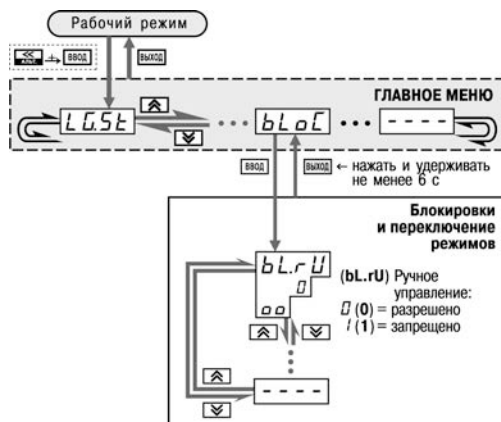 Рабочий режим
<<
АЛЬТ.
+
ВВОД
ВЫХОД
ГЛАВНОЕ МЕНЮ
LG.St
• • •
bLoC
• • •
- - - -
ВВОД
ВЫХОД
← нажать и удерживать
не менее 6 с
Блокировки
и переключение
режимов
bL.rU
0
oo
(bL.rU) Ручное
управление:
0 (0) = разрешено
1 (1) = запрещено
- - - -